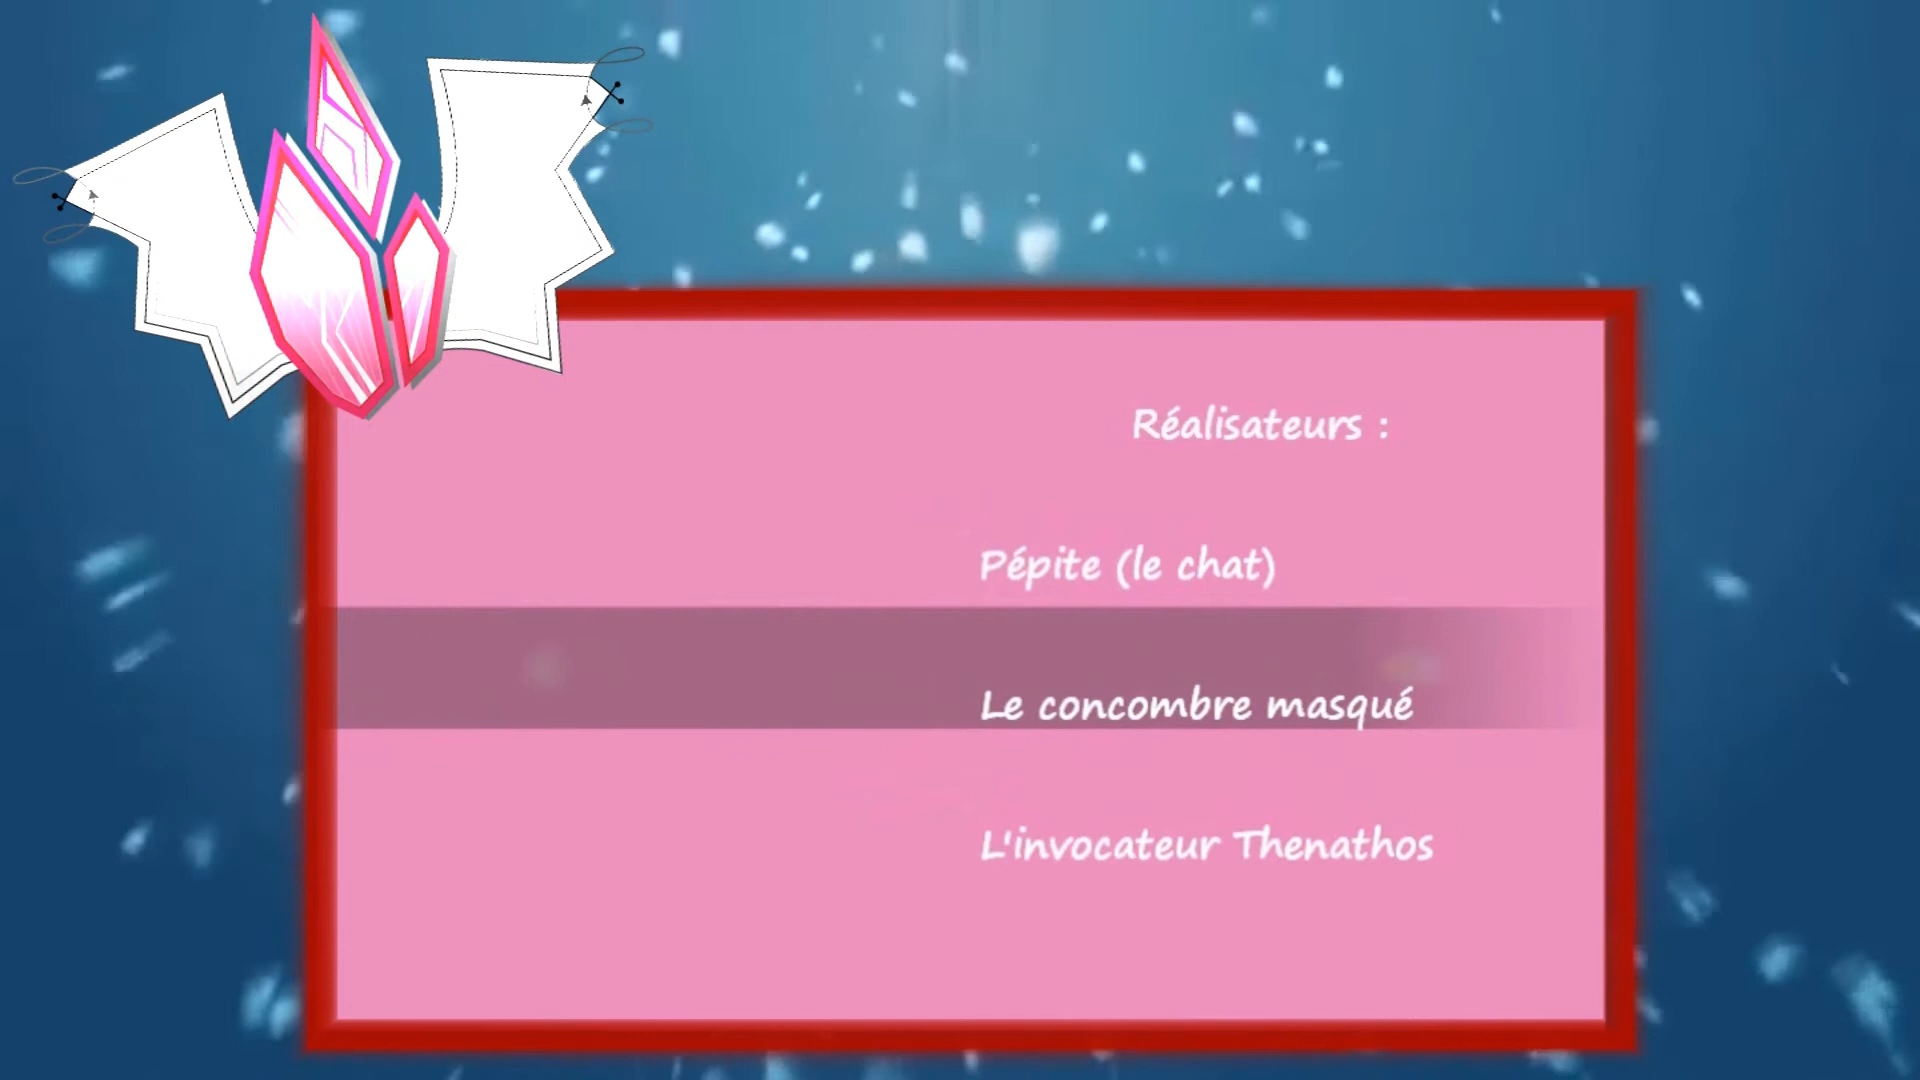 Réalisateurs :
Pépite (le chat)
Le concombre masqué
L'invocateur Thenathos